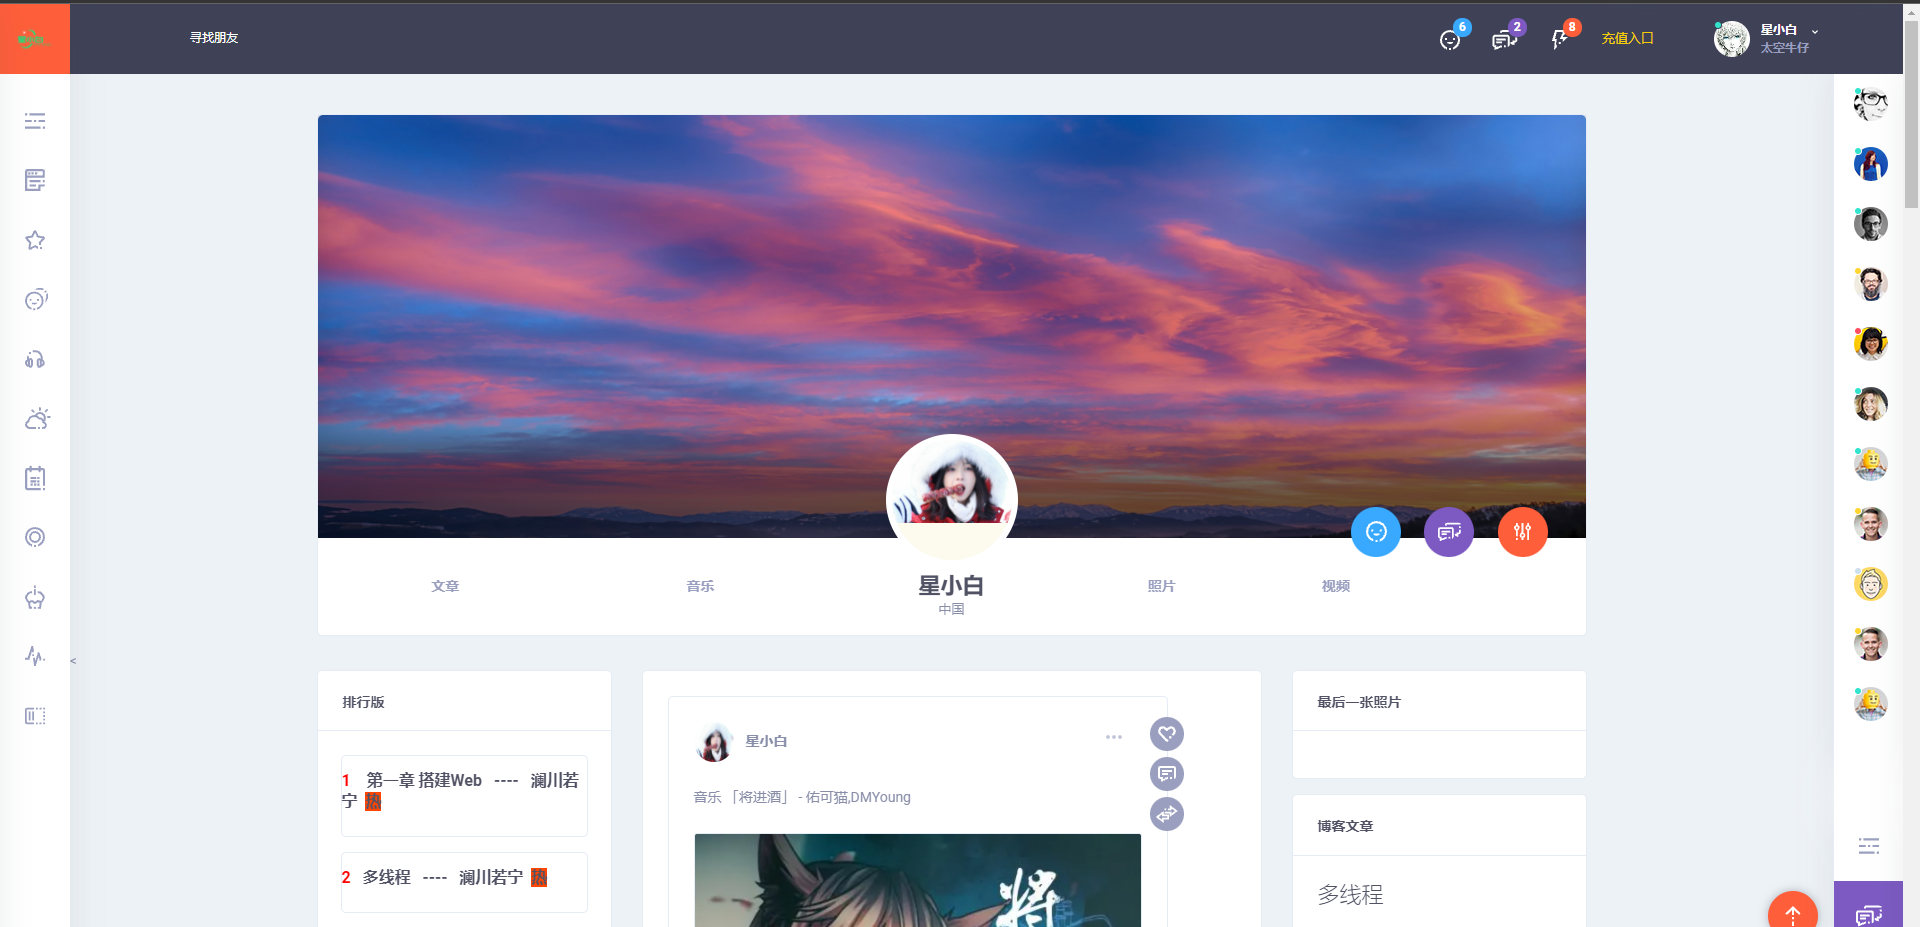 寻找朋友
6
2
8
充值入口
星小白
太空牛仔
文章
音乐
星小白
中国
照片
视频
排行版
1 第一章 搭建Web ---- 澜川若
宁 热
2 多线程 ---- 澜川若宁 热
星小白
音乐 「将进酒」 - 佑可猫,DMYoung
将
最后一张照片
博客文章
多线程
<